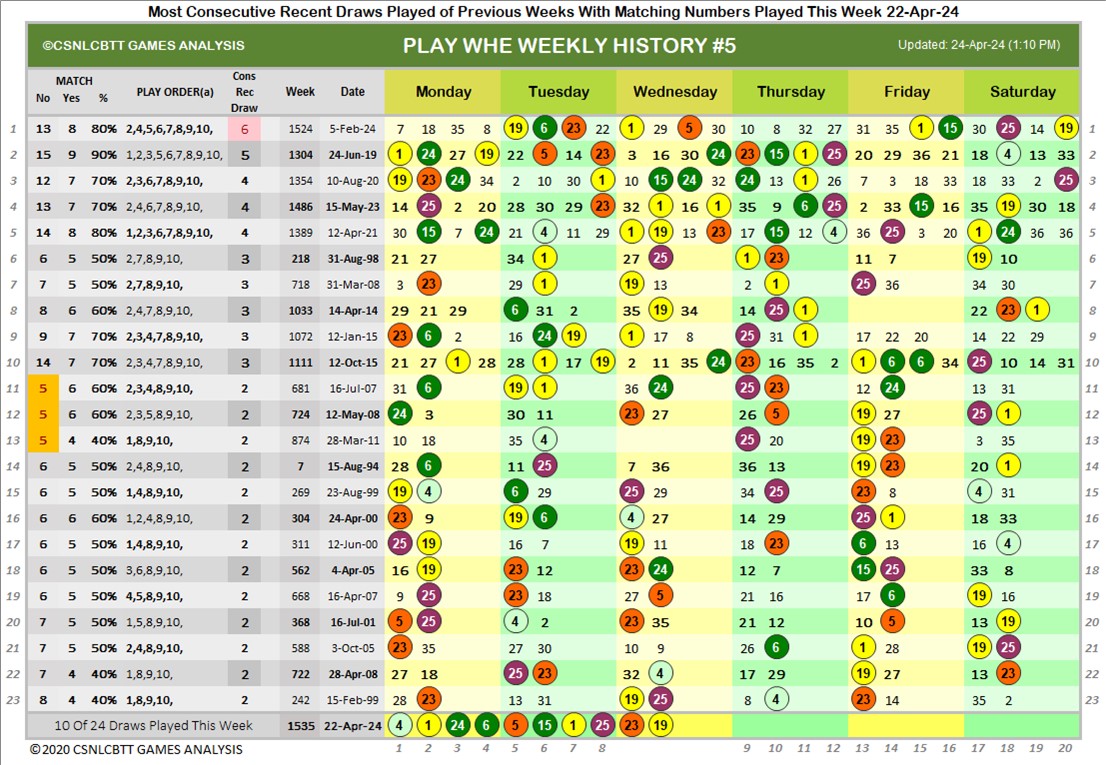 Most Consecutive Recent Draws Played of Previous Weeks With Matching Numbers Played This Week 22-Apr-24
©CSNLCBTT GAMES ANALYSIS PLAY WHE WEEKLY HISTORY #5 Updated: 24-Apr-24 (1:10 PM)
No MATCH Yes % PLAY ORDER(a) Cons Rec Draw Week Date Monday Tuesday Wednesday Thursday Friday Saturday
1 13 8 80% 2,4,5,6,7,8,9,10, 6 1524 5-Feb-24 7 18 35 8 19 6 23 22 1 29 5 30 10 8 32 27 31 35 1 15 30 25 14 19 1
2 15 9 90% 1,2,3,5,6,7,8,9,10, 5 1304 24-Jun-19 1 24 27 19 22 5 14 23 3 16 30 24 23 15 1 25 20 29 36 21 18 4 13 33 2
3 12 7 70% 2,3,6,7,8,9,10, 4 1354 10-Aug-20 19 23 24 34 2 10 30 1 10 15 24 32 24 13 1 26 7 3 18 33 18 33 2 25 3
4 13 7 70% 2,4,6,7,8,9,10, 4 1486 15-May-23 14 25 2 20 28 30 29 23 32 1 16 1 35 9 6 25 2 33 15 16 35 19 30 18 4
5 14 8 80% 1,2,3,6,7,8,9,10, 4 1389 12-Apr-21 30 15 7 24 21 4 11 29 1 19 13 23 17 15 12 4 36 25 3 20 1 24 36 36 5
6 6 5 50% 2,7,8,9,10, 3 218 31-Aug-98 21 27 34 1 27 25 1 23 11 7 19 10 6
7 7 5 50% 2,7,8,9,10, 3 718 31-Mar-08 3 23 29 1 19 13 2 1 25 36 34 30 7
8 8 6 60% 2,4,7,8,9,10, 3 1033 14-Apr-14 29 21 29 6 31 2 35 19 34 14 25 1 22 23 1 8
9 9 7 70% 2,3,4,7,8,9,10, 3 1072 12-Jan-15 23 6 2 16 24 19 1 17 8 25 31 1 17 22 20 14 22 29 9
10 14 7 70% 2,3,4,7,8,9,10, 3 1111 12-Oct-15 21 27 1 28 28 1 17 19 2 11 35 24 23 16 35 2 1 6 6 34 25 10 14 31 10
11 5 6 60% 2,3,4,8,9,10, 2 681 16-Jul-07 31 6 19 1 36 24 25 23 12 24 13 31 11
12 5 6 60% 2,3,5,8,9,10, 2 724 12-May-08 24 3 30 11 23 27 26 5 19 27 25 1 12
13 5 4 40% 1,8,9,10, 2 874 28-Mar-11 10 18 35 4 25 20 19 23 3 35 13
14 6 5 50% 2,4,8,9,10, 2 7 15-Aug-94 28 6 11 25 7 36 36 13 19 23 20 1 14
15 6 5 50% 1,4,8,9,10, 2 269 23-Aug-99 19 4 6 29 25 29 34 25 23 8 4 31 15
16 6 6 60% 1,2,4,8,9,10, 2 304 24-Apr-00 23 9 19 6 4 27 14 29 25 1 18 33 16
17 6 5 50% 1,4,8,9,10, 2 311 12-Jun-00 25 19 16 7 19 11 18 23 6 13 16 4 17
18 6 5 50% 3,6,8,9,10, 2 562 4-Apr-05 16 19 23 12 23 24 12 7 15 25 33 8 18
19 6 5 50% 4,5,8,9,10, 2 668 16-Apr-07 9 25 23 18 27 5 21 16 17 6 19 16 19
20 7 5 50% 1,5,8,9,10, 2 368 16-Jul-01 5 25 4 2 23 35 21 12 10 5 13 19 20
21 7 5 50% 2,4,8,9,10, 2 588 3-Oct-05 23 35 27 30 10 9 26 6 1 28 19 25 21
22 7 4 40% 1,8,9,10, 2 722 28-Apr-08 27 18 25 23 32 4 17 29 19 27 13 23 22
23 8 4 40% 1,8,9,10, 2 242 15-Feb-99 28 23 13 31 19 25 8 4 23 14 35 2 23
10 Of 24 Draws Played This Week 1535 22-Apr-24 4 1 24 6 5 15 1 25 23 19
© 2020 CSNLCBTT GAMES ANALYSIS 1 2 3 4 5 6 7 8 9 10 11 12 13 14 15 16 17 18 19 20